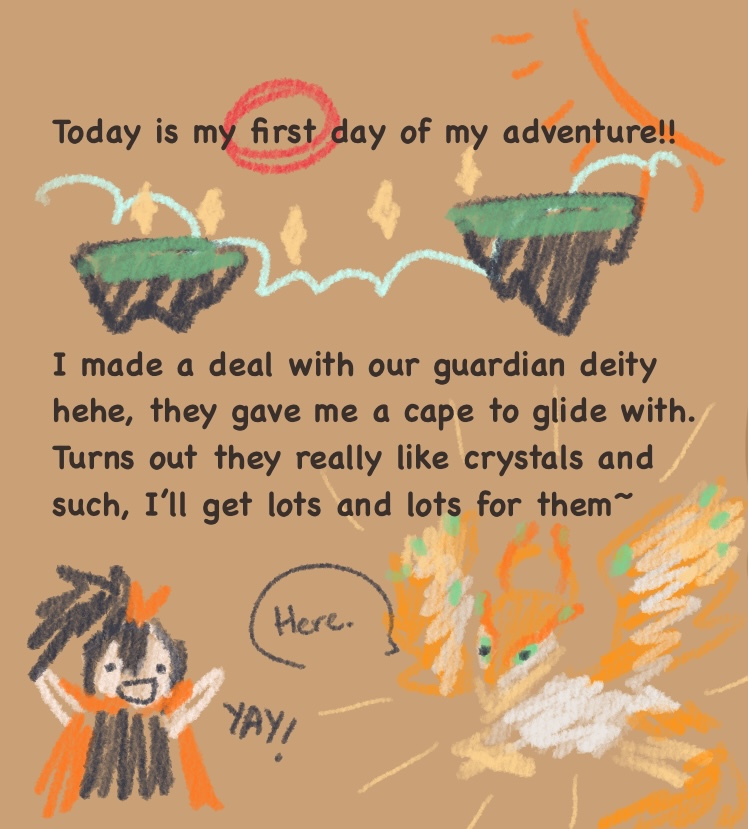 Today is my first day of my adventure!!
I made a deal with our guardian deity
hehe, they gave me a cape to glide with.
Turns out they really like crystals and
such, I'll get lots and lots for them~
Here.
YAY!